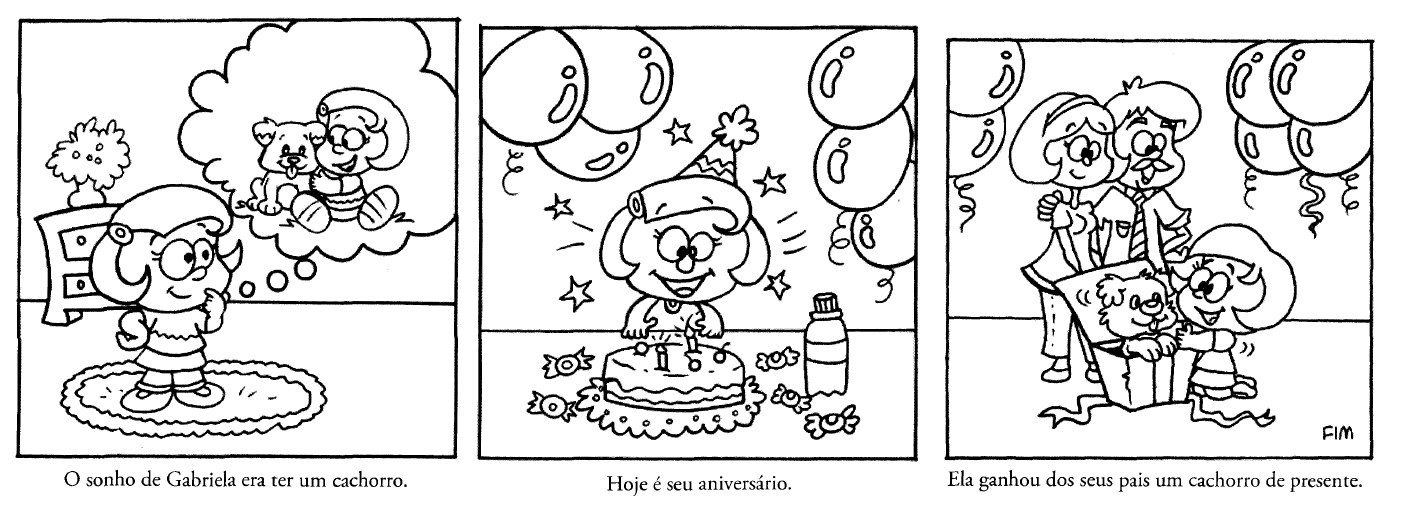 O sonho de Gabriela era ter um cachorro.
Hoje é seu aniversário.
FIM
Ela ganhou dos seus pais um cachorro de presente.